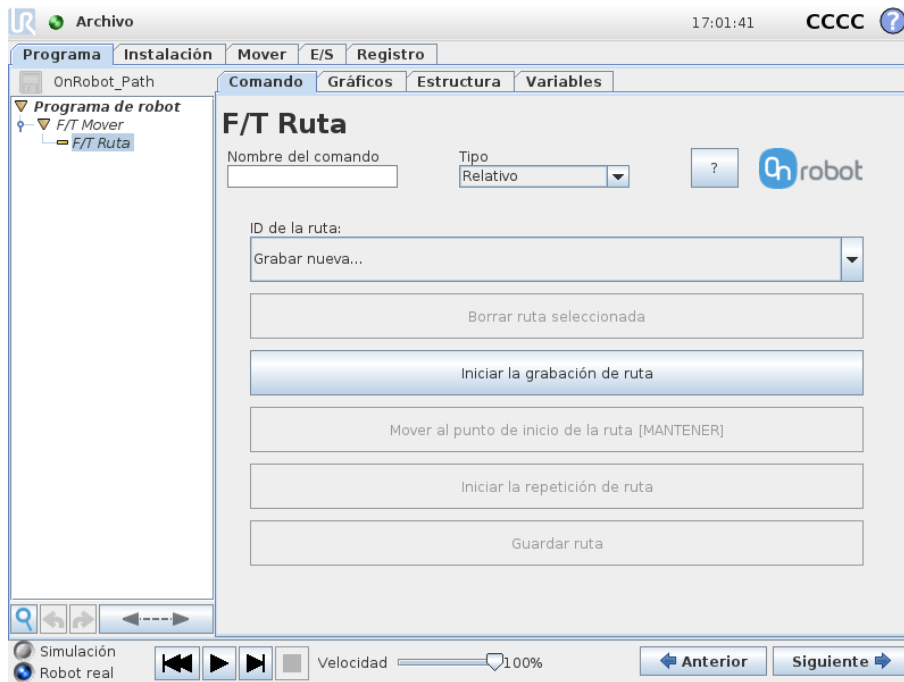 UR Archivo 17:01:41 CCCC ?
Programa Instalación Mover E/S Registro
OnRobot_Path Comando Gráficos Estructura Variables
Programa de robot
F/T Mover
F/T Ruta
F/T Ruta
Nombre del comando Tipo
Relativo ? On robot
ID de la ruta:
Grabar nueva...
Borrar ruta seleccionada
Iniciar la grabación de ruta
Mover al punto de inicio de la ruta [MANTENER]
Iniciar la repetición de ruta
Guardar ruta
Simulación
Robot real
Velocidad 100% Anterior Siguiente